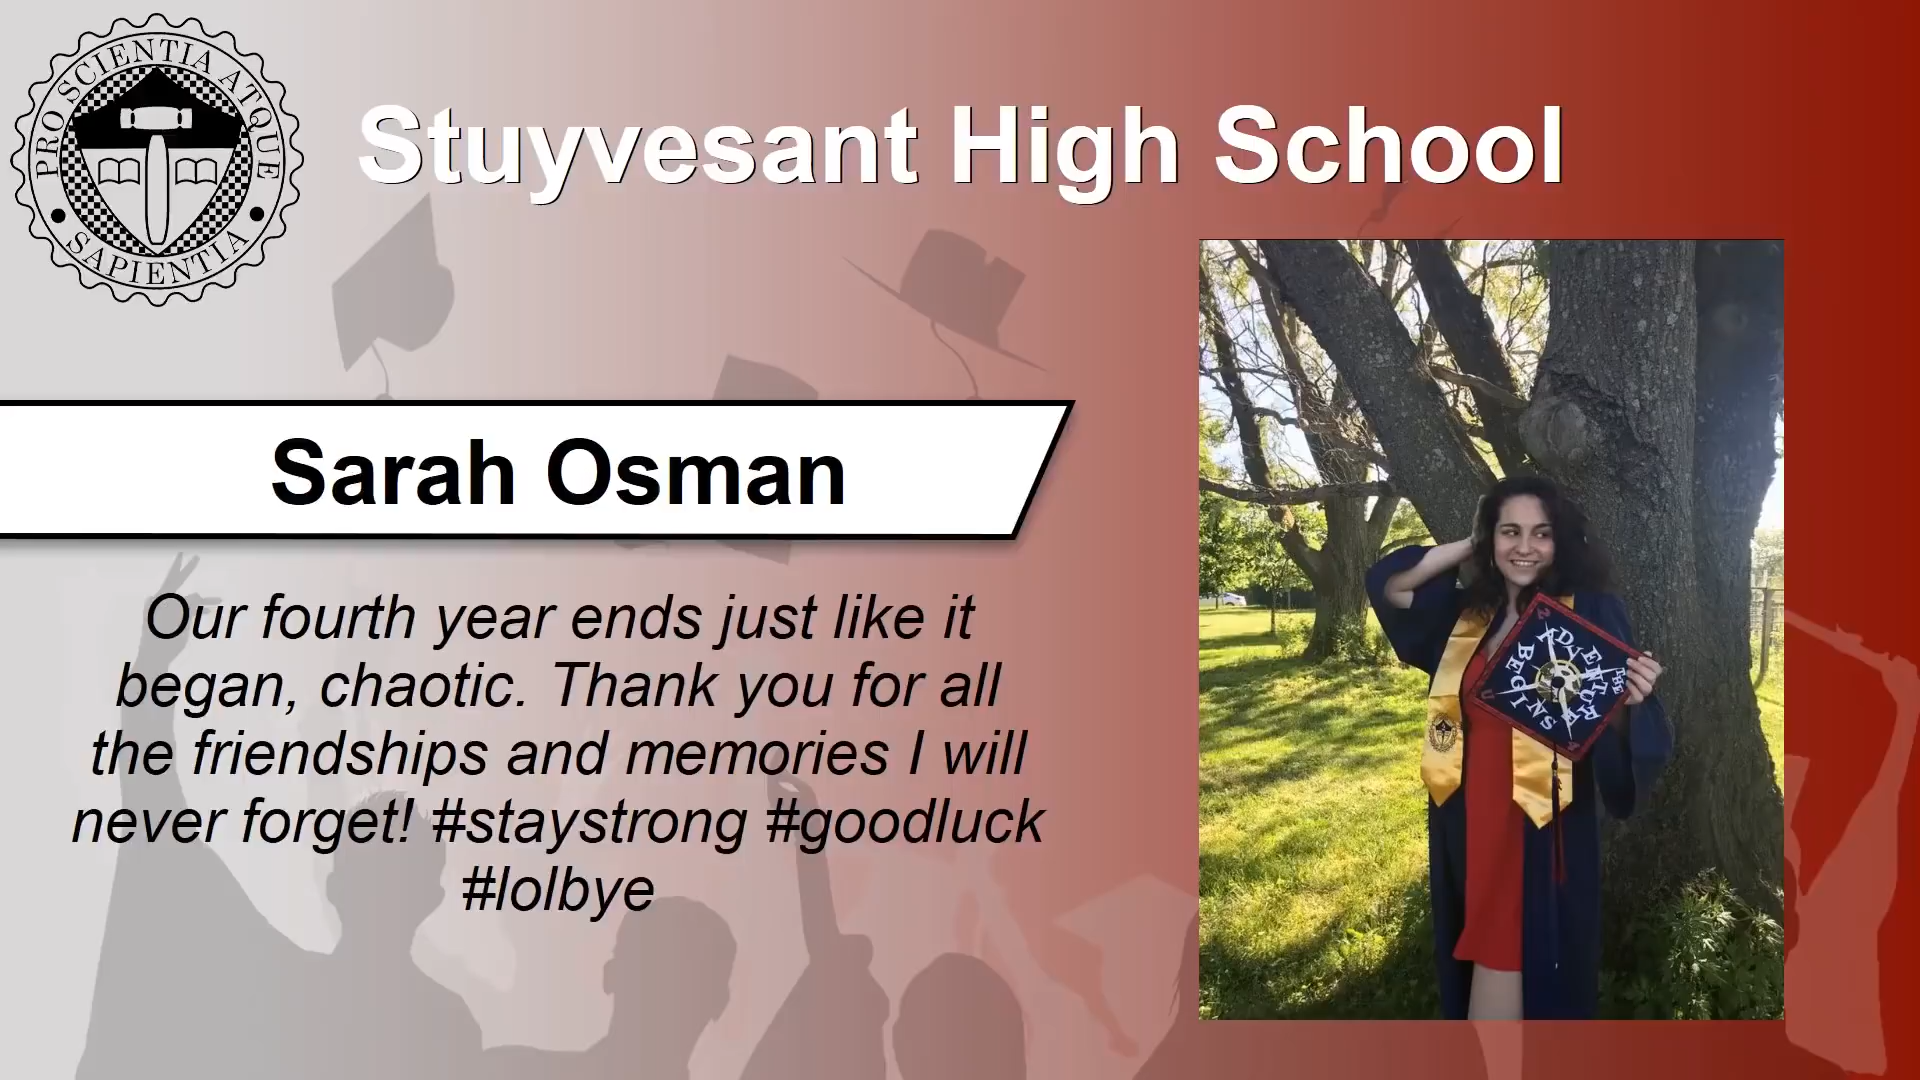 PRO SCIENTIA ATQUE
SAPIENTIA
Stuyvesant High School
Sarah Osman
Our fourth year ends just like it
began, chaotic. Thank you for all
the friendships and memories I will
never forget! #staystrong #goodluck
#lolbye
THE
ADVENTURE
BEGINS